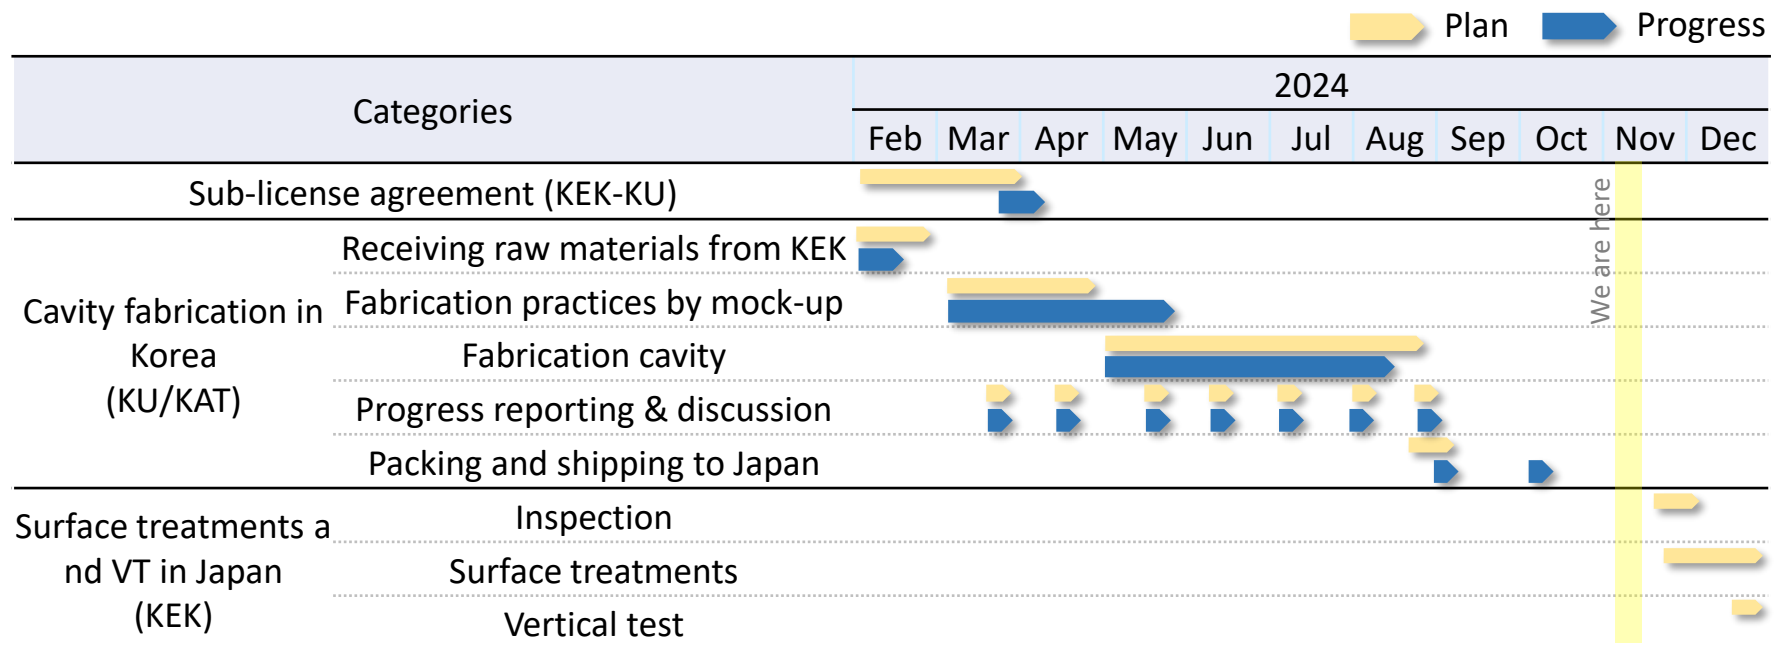 Plan
Progress
Categories
2024
Feb
Mar
Apr
May
Jun
Jul
Aug
Sep
Oct
Nov
Dec
Sub-license agreement (KEK-KU)
We are here
Cavity fabrication in
Korea
(KU/KAT)
Receiving raw materials from KEK
Fabrication practices by mock-up
Fabrication cavity
Progress reporting & discussion
Packing and shipping to Japan
Surface treatments a
nd VT in Japan
(KEK)
Inspection
Surface treatments
Vertical test